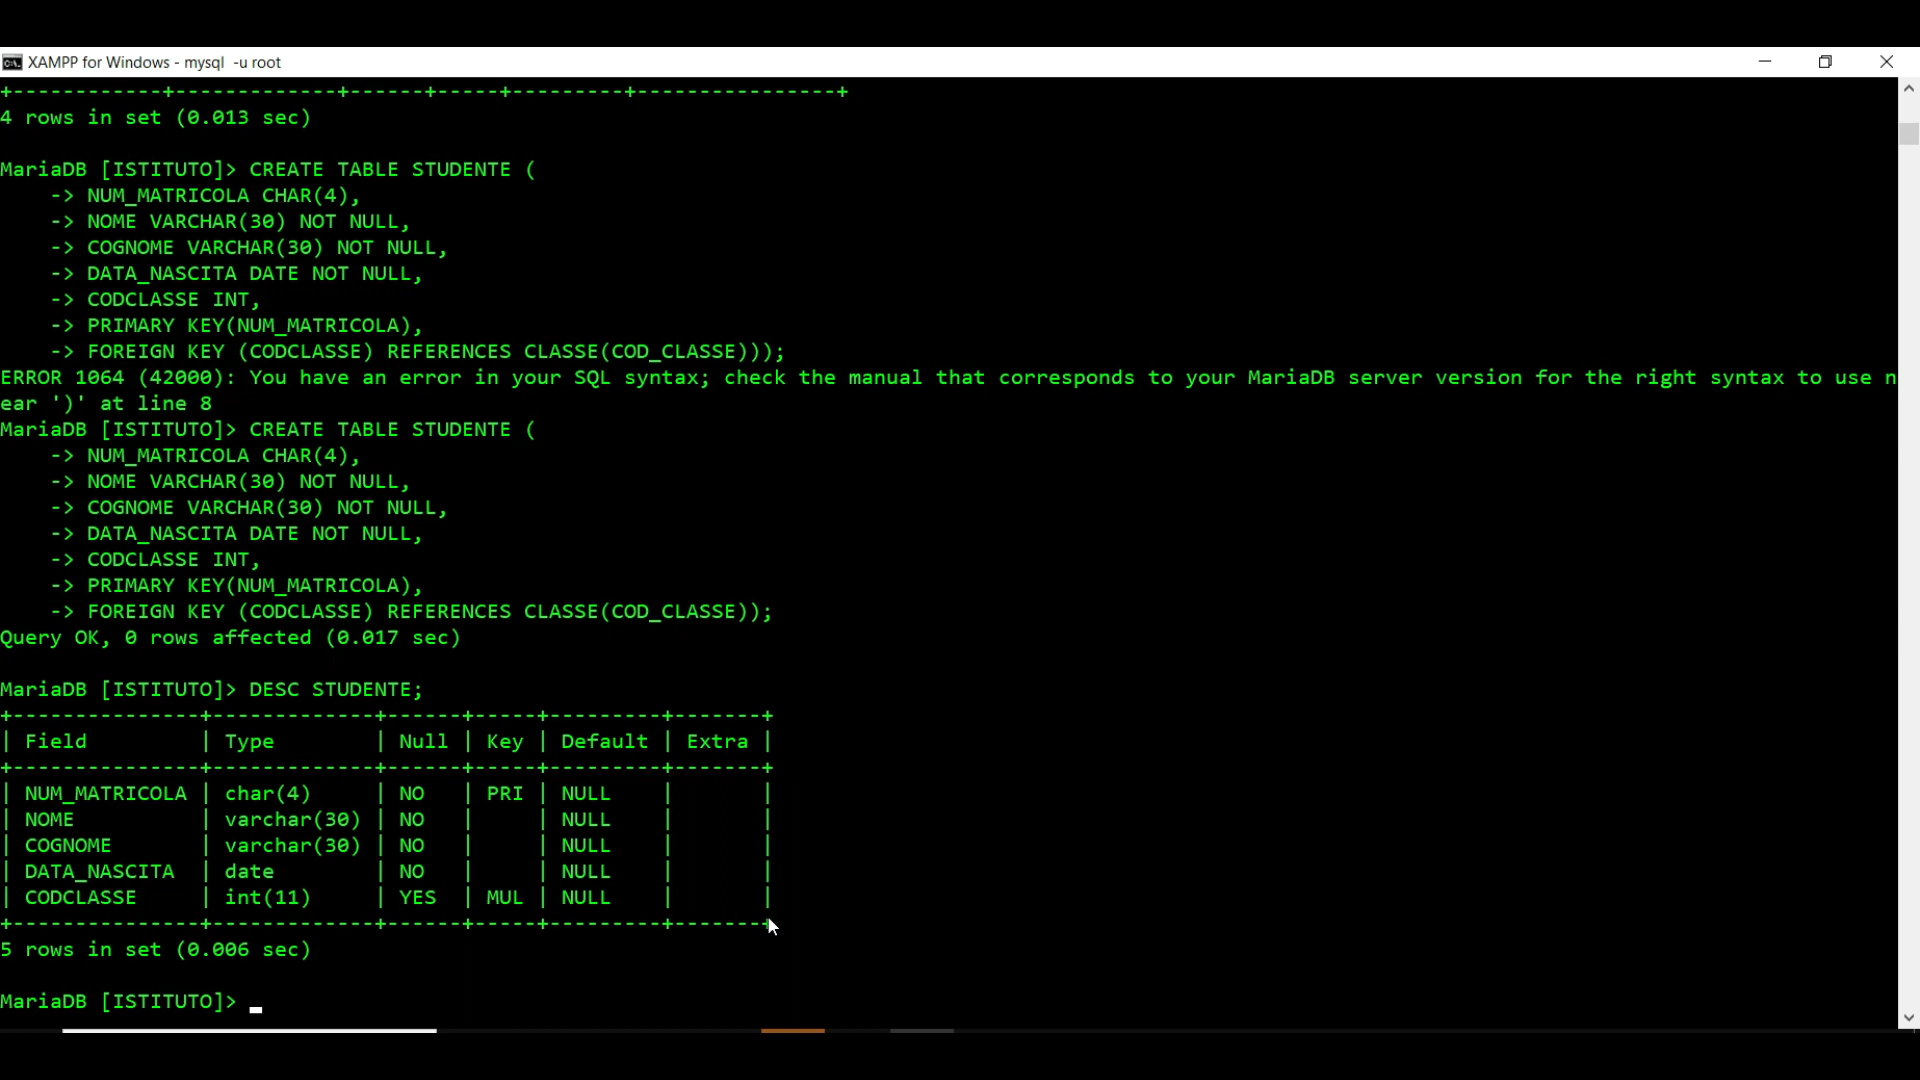 XAMPP for Windows - mysql  -u root
+------------+-------------+------+-----+---------+----------------+
4 rows in set (0.013 sec)

MariaDB [ISTITUTO]> CREATE TABLE STUDENTE (
    -> NUM_MATRICOLA CHAR(4),
    -> NOME VARCHAR(30) NOT NULL,
    -> COGNOME VARCHAR(30) NOT NULL,
    -> DATA_NASCITA DATE NOT NULL,
    -> CODCLASSE INT,
    -> PRIMARY KEY(NUM_MATRICOLA),
    -> FOREIGN KEY (CODCLASSE) REFERENCES CLASSE(COD_CLASSE)));
ERROR 1064 (42000): You have an error in your SQL syntax; check the manual that corresponds to your MariaDB server version for the right syntax to use n
ear ')' at line 8
MariaDB [ISTITUTO]> CREATE TABLE STUDENTE (
    -> NUM_MATRICOLA CHAR(4),
    -> NOME VARCHAR(30) NOT NULL,
    -> COGNOME VARCHAR(30) NOT NULL,
    -> DATA_NASCITA DATE NOT NULL,
    -> CODCLASSE INT,
    -> PRIMARY KEY(NUM_MATRICOLA),
    -> FOREIGN KEY (CODCLASSE) REFERENCES CLASSE(COD_CLASSE));
Query OK, 0 rows affected (0.017 sec)

MariaDB [ISTITUTO]> DESC STUDENTE;
+---------------+-------------+------+-----+---------+-------+
| Field         | Type        | Null | Key | Default | Extra |
+---------------+-------------+------+-----+---------+-------+
| NUM_MATRICOLA | char(4)     | NO   | PRI | NULL    |       |
| NOME          | varchar(30) | NO   |     | NULL    |       |
| COGNOME       | varchar(30) | NO   |     | NULL    |       |
| DATA_NASCITA  | date        | NO   |     | NULL    |       |
| CODCLASSE     | int(11)     | YES  | MUL | NULL    |       |
+---------------+-------------+------+-----+---------+-------+
5 rows in set (0.006 sec)

MariaDB [ISTITUTO]> _